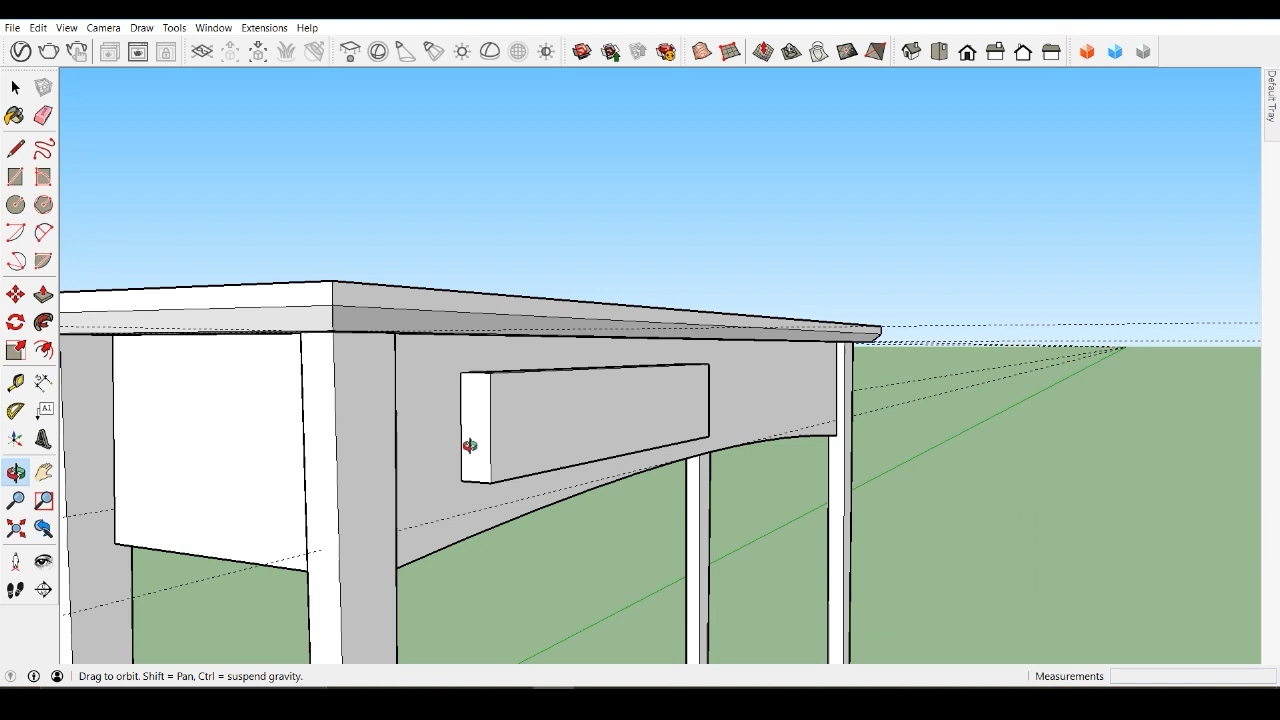 File Edit View Camera Draw Tools Window Extensions Help
Default Tray
A1
Drag to orbit. Shift = Pan, Ctrl = suspend gravity.
Measurements